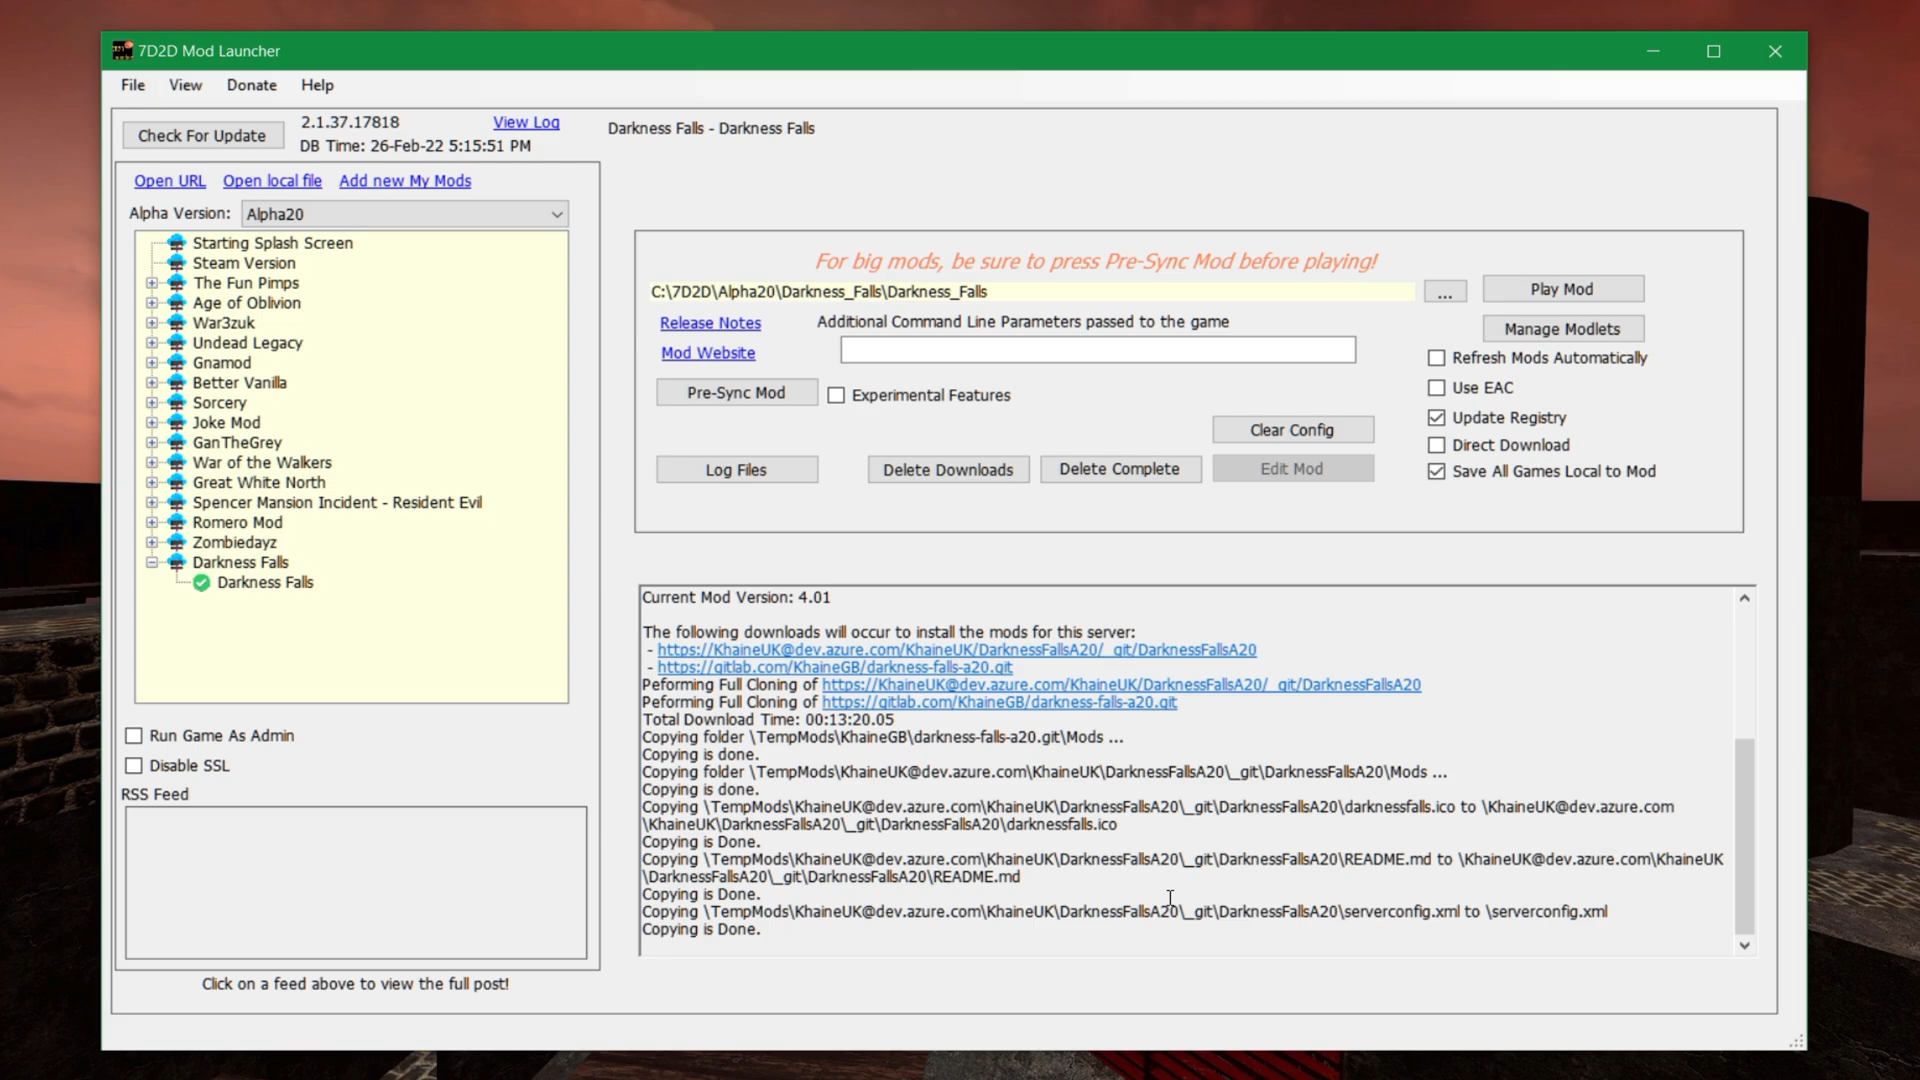 7D2D Mod Launcher
File View Donate Help
Check For Update
2.1.37.17818
View Log
DB Time: 26-Feb-22 5:15:51 PM
Darkness Falls - Darkness Falls
Open URL Open local file Add new My Mods
Alpha Version: Alpha20
Starting Splash Screen
Steam Version
The Fun Pimps
Age of Oblivion
War3zuk
Undead Legacy
Gnamod
Better Vanilla
Sorcery
Joke Mod
GanTheGrey
War of the Walkers
Great White North
Spencer Mansion Incident - Resident Evil
Romero Mod
Zombiedayz
Darkness Falls
Darkness Falls
Run Game As Admin
Disable SSL
RSS Feed
Click on a feed above to view the full post!
For big mods, be sure to press Pre-Sync Mod before playing!
C:\7D2D\Alpha20\Darkness_Falls\Darkness_Falls
...
Play Mod
Release Notes
Additional Command Line Parameters passed to the game
Manage Modlets
Mod Website
Refresh Mods Automatically
Pre-Sync Mod
Experimental Features
Use EAC
Update Registry
Clear Config
Direct Download
Log Files
Delete Downloads
Delete Complete
Edit Mod
Save All Games Local to Mod
Current Mod Version: 4.01
The following downloads will occur to install the mods for this server:
- https://KhaineUK@dev.azure.com/KhaineUK/DarknessFallsA20/_git/DarknessFallsA20
- https://gitlab.com/KhaineGB/darkness-falls-a20.git
Peforming Full Cloning of https://KhaineUK@dev.azure.com/KhaineUK/DarknessFallsA20/_git/DarknessFallsA20
Peforming Full Cloning of https://gitlab.com/KhaineGB/darkness-falls-a20.git
Total Download Time: 00:13:20.05
Copying folder \TempMods\KhaineGB\darkness-falls-a20.git\Mods ...
Copying is done.
Copying folder \TempMods\KhaineUK@dev.azure.com\KhaineUK\DarknessFallsA20\_git\DarknessFallsA20\Mods ...
Copying is done.
Copying \TempMods\KhaineUK@dev.azure.com\KhaineUK\DarknessFallsA20\_git\DarknessFallsA20\darknessfalls.ico to \KhaineUK@dev.azure.com
\KhaineUK\DarknessFallsA20\_git\DarknessFallsA20\darknessfalls.ico
Copying is Done.
Copying \TempMods\KhaineUK@dev.azure.com\KhaineUK\DarknessFallsA20\_git\DarknessFallsA20\README.md to \KhaineUK@dev.azure.com\KhaineUK
\DarknessFallsA20\_git\DarknessFallsA20\README.md
Copying is Done.
Copying \TempMods\KhaineUK@dev.azure.com\KhaineUK\DarknessFallsA20\_git\DarknessFallsA20\serverconfig.xml to \serverconfig.xml
Copying is Done.